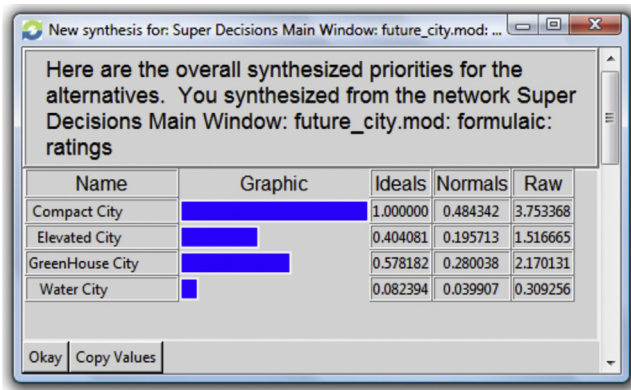 New synthesis for: Super Decisions Main Window: future_city.mod: ...
Here are the overall synthesized priorities for the
alternatives. You synthesized from the network Super
Decisions Main Window: future_city.mod: formulaic:
ratings
Name Graphic Ideals Normals Raw
Compact City 1.000000 0.484342 3.753368
Elevated City 0.404081 0.195713 1.516665
GreenHouse City 0.578182 0.280038 2.170131
Water City 0.082394 0.039907 0.309256
Okay Copy Values